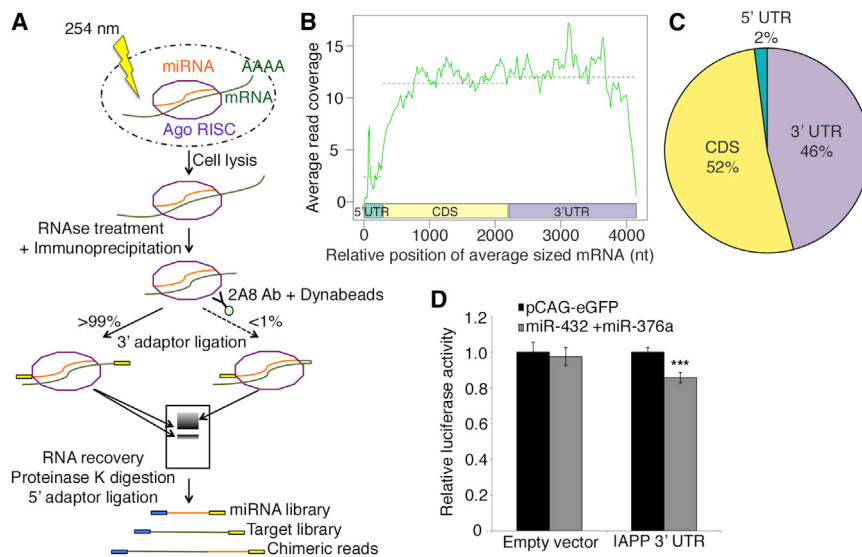 A
254 nm
miRNA
AAAA
mRNA
Ago RISC
Cell lysis
RNAse treatment
+ Immunoprecipitation
2A8 Ab + Dynabeads
>99%
<1%
3' adaptor ligation
RNA recovery
Proteinase K digestion
5' adaptor ligation
miRNA library
Target library
Chimeric reads
B
Average read coverage
15
10
5
0
5'UTR
CDS
3'UTR
0
1000
2000
3000
4000
Relative position of average sized mRNA (nt)
C
5' UTR
2%
CDS
52%
3' UTR
46%
D
pCAG-eGFP
miR-432 +miR-376a
Relative luciferase activity
1.2
1.0
0.8
0.6
0.4
0.2
0
***
Empty vector
IAPP 3' UTR